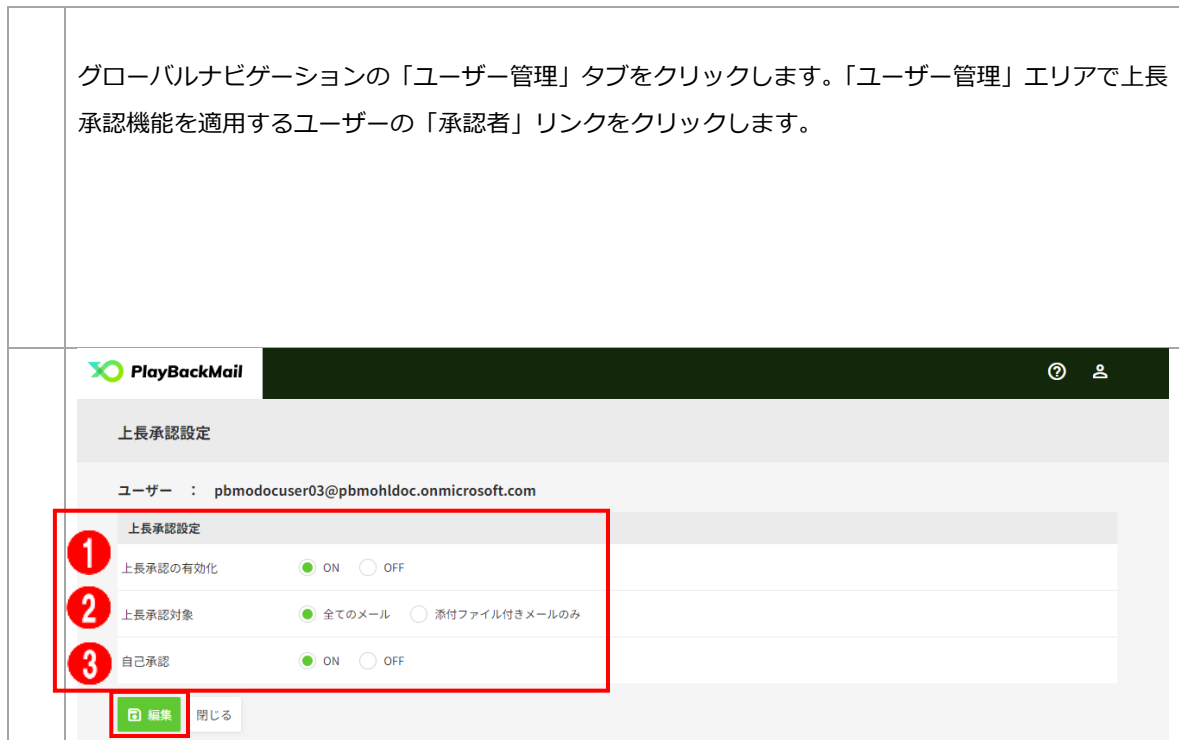 グローバルナビゲーションの「ユーザー管理」タブをクリックします。「ユーザー管理」エリアで上長
承認機能を適用するユーザーの「承認者」リンクをクリックします。
PlayBackMail
上長承認設定
ユーザー : pbmodocuser03@pbmohldoc.onmicrosoft.com
上長承認設定
1 上長承認の有効化 ON OFF
2 上長承認対象 全てのメール 添付ファイル付きメールのみ
3 自己承認 ON OFF
編集 閉じる